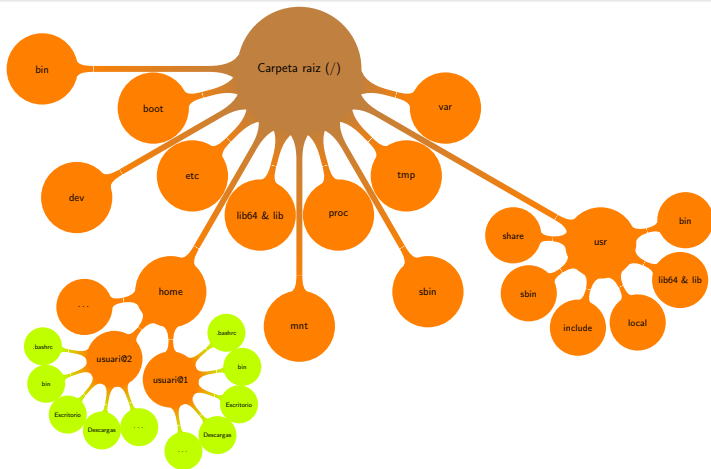 Carpeta raiz (/)
bin
boot
var
dev
etc
tmp
lib64 & lib
proc
home
mnt
sbin
usr
share
bin
sbin
lib64 & lib
include
local
. . .
usuari@2
.bashrc
bin
Escritorio
Descargas
. . .
usuari@1
.bashrc
bin
Escritorio
Descargas
. . .